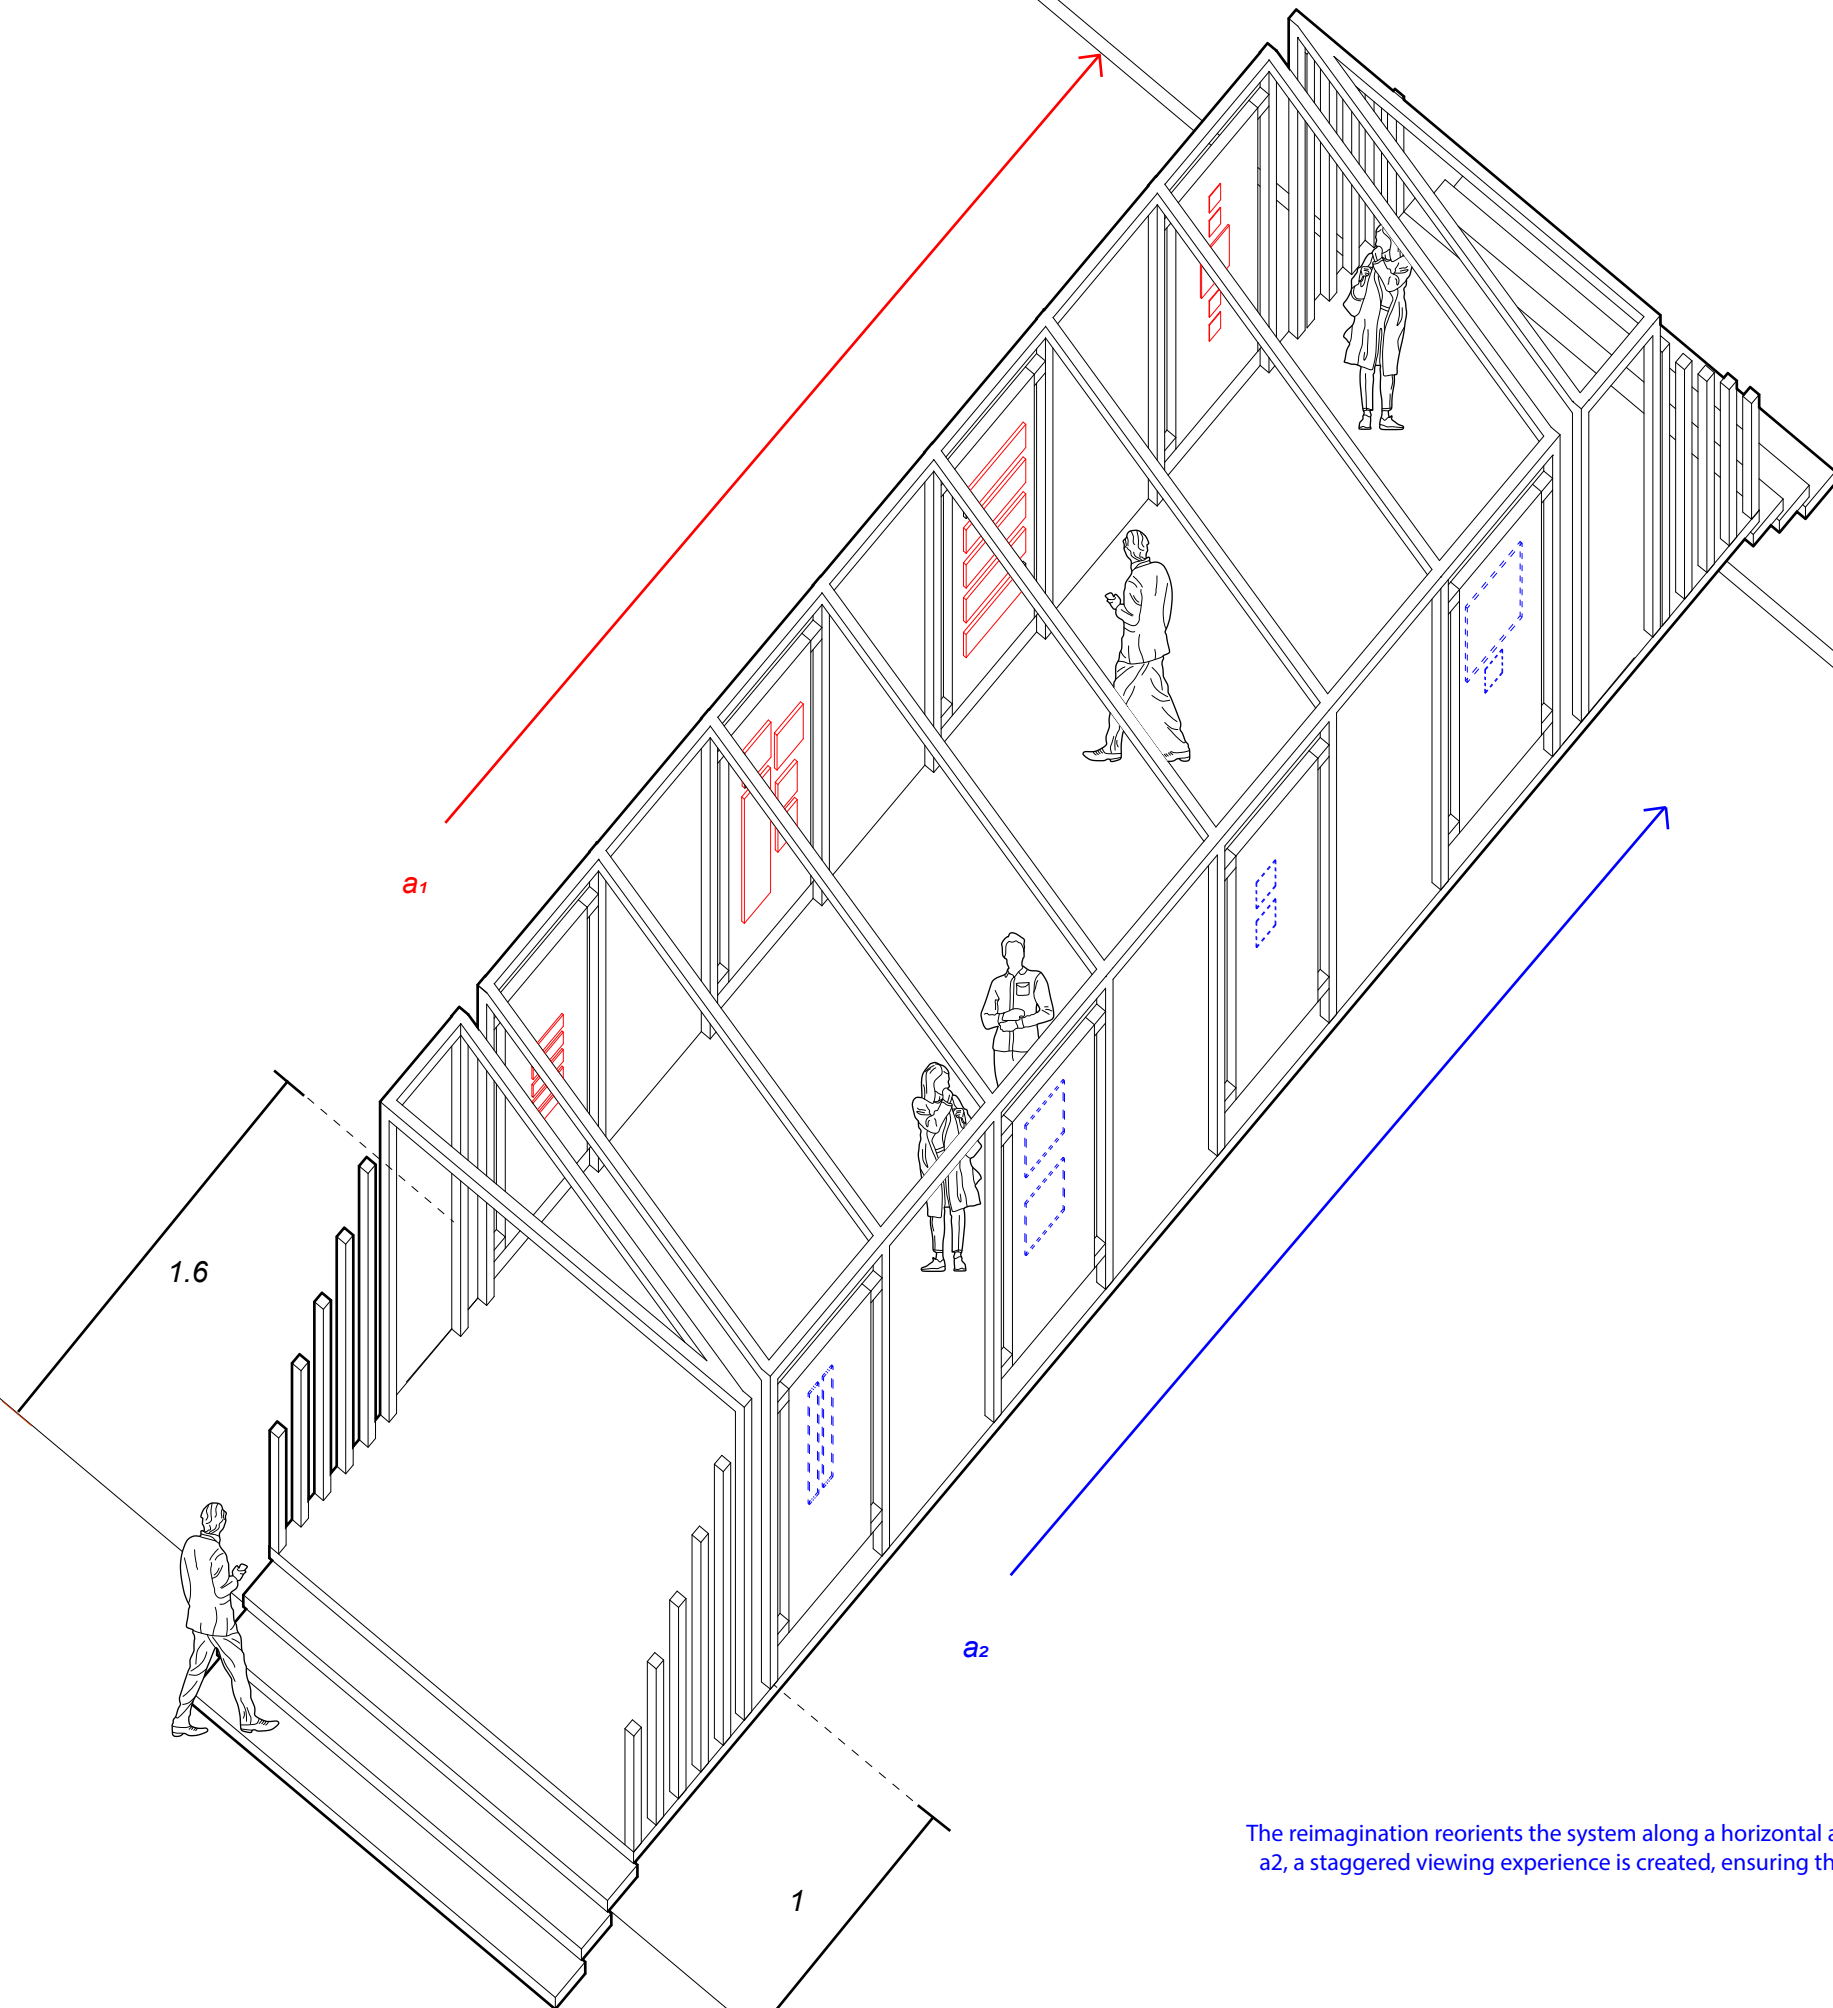 a₁
1.6
a₂
The reimagination reorients the system along a horizontal a
a2, a staggered viewing experience is created, ensuring th
1